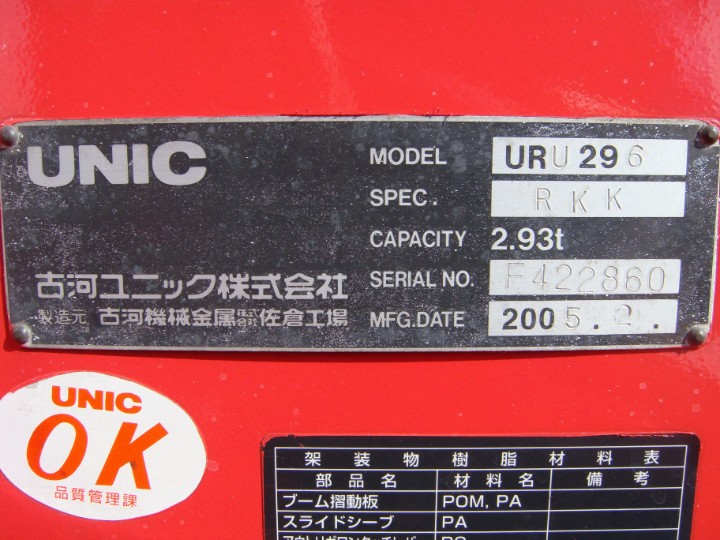 UNIC
MODEL URU296
SPEC. RKK
CAPACITY 2.93t
SERIAL NO. F422860
MFG.DATE 2005.2.
古河ユニック株式会社
製造元 古河機械金属株式会社佐倉工場
UNIC
OK
品質管理課
架装物樹脂材料表
部品名 材料名 備考
ブーム摺動板 POM, PA
スライドシーブ PA